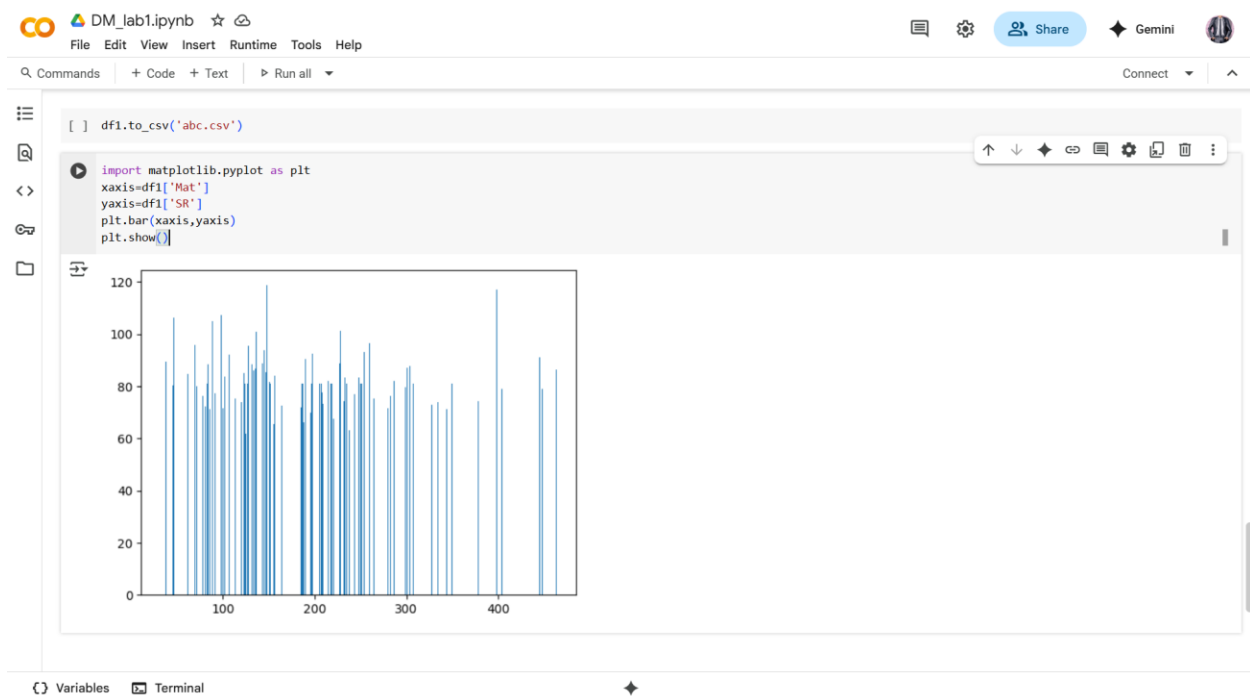 CO DM_lab1.ipynb
File Edit View Insert Runtime Tools Help
Share Gemini
Commands + Code + Text Run all Connect
[ ] df1.to_csv('abc.csv')
import matplotlib.pyplot as plt
xaxis=df1['Mat']
yaxis=df1['SR']
plt.bar(xaxis,yaxis)
plt.show()
120
100
80
60
40
20
0
100 200 300 400
Variables Terminal